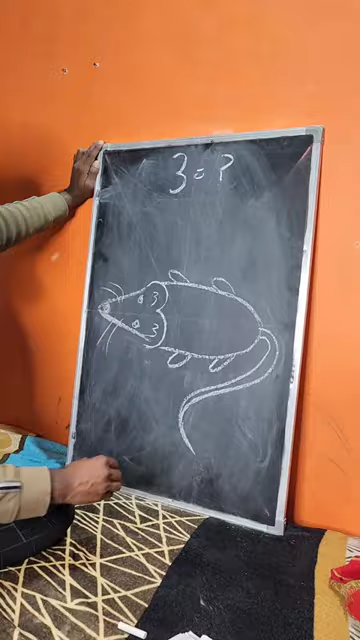 3 = ?